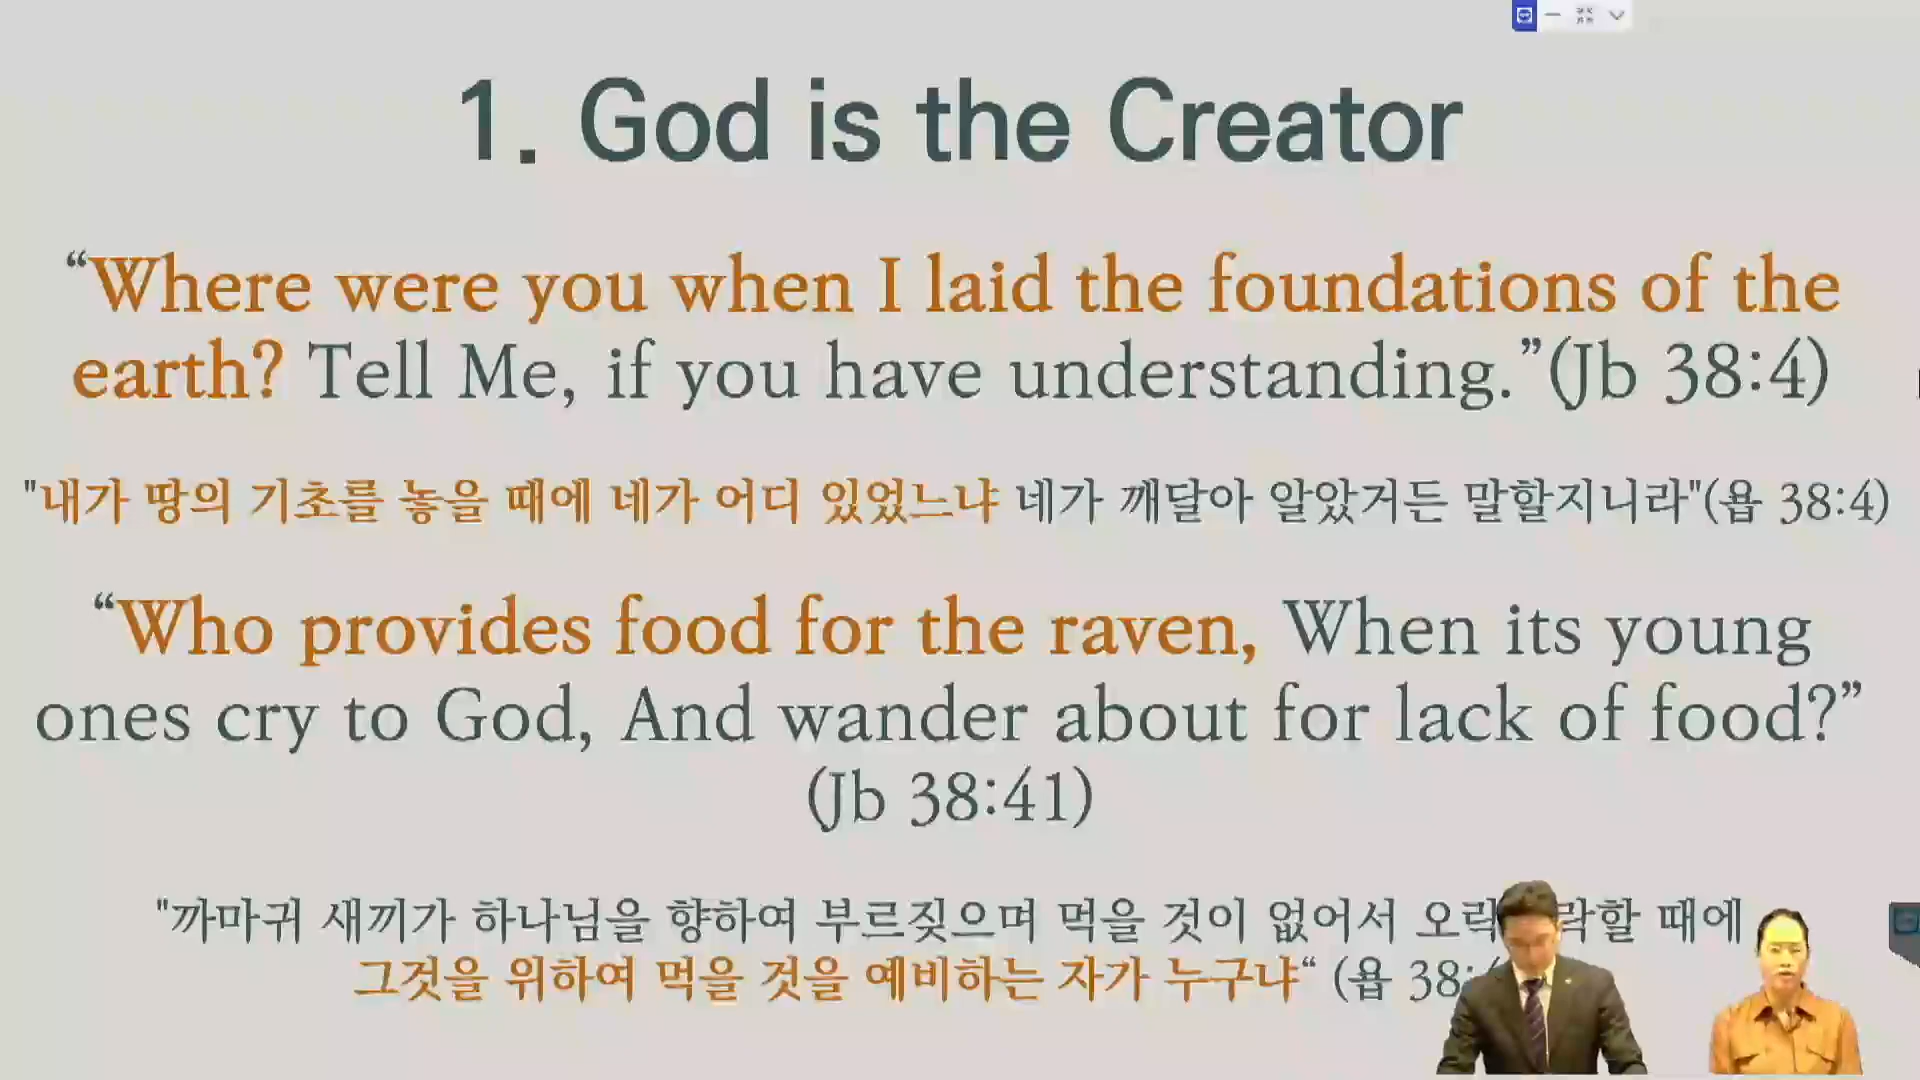 1. God is the Creator
“Where were you when I laid the foundations of the
earth? Tell Me, if you have understanding.”(Jb 38:4)
"내가 땅의 기초를 놓을 때에 네가 어디 있었느냐 네가 깨달아 알았거든 말할지니라"(욥 38:4)
“Who provides food for the raven, When its young
ones cry to God, And wander about for lack of food?”
(Jb 38:41)
"까마귀 새끼가 하나님을 향하여 부르짖으며 먹을 것이 없어서 때에
그것을 위하여 먹을 것을 예비하는 자가 누구냐“ (욥